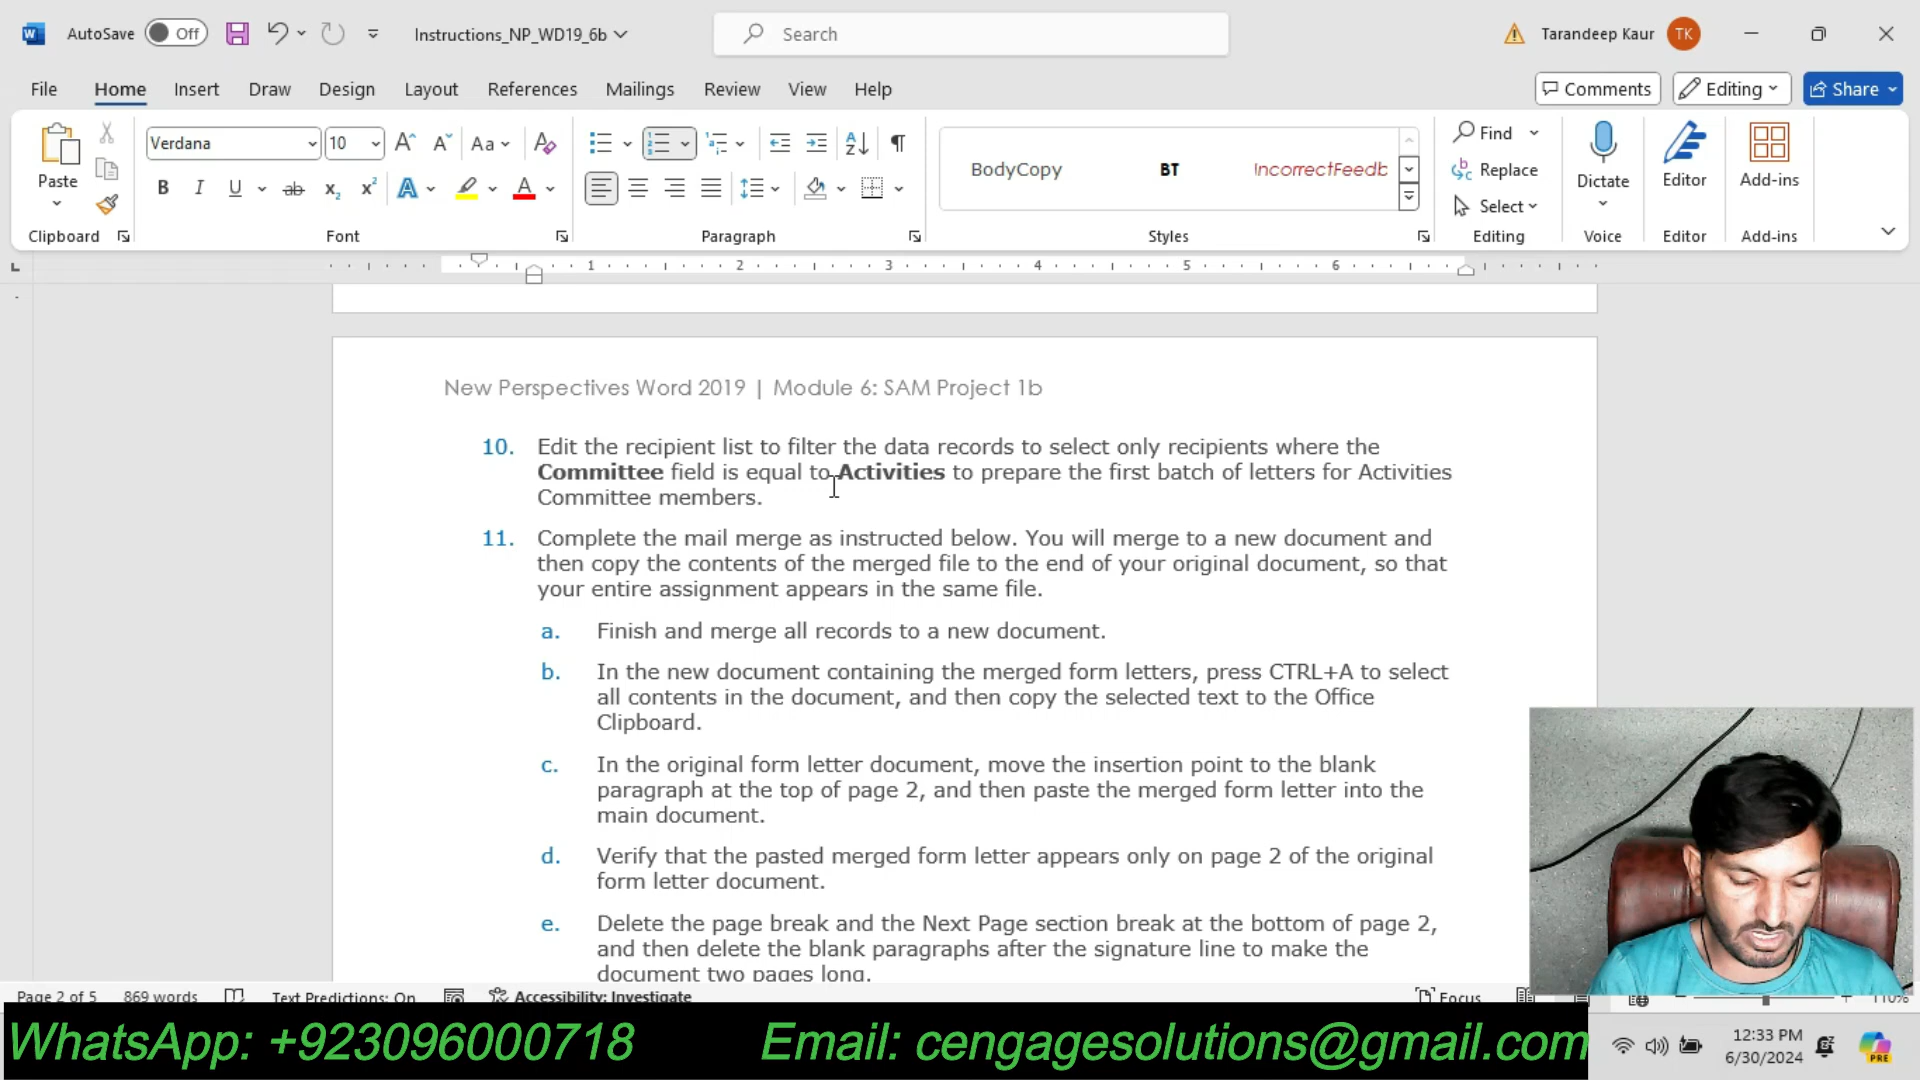 AutoSave Off Instructions_NP_WD19_6b Search Tarandeep Kaur TK
File Home Insert Draw Design Layout References Mailings Review View Help Comments Editing Share
Paste Verdana 10 Aa BodyCopy BT IncorrectFeedb Find Replace Select Dictate Editor Add-ins
Clipboard Font Paragraph Styles Editing Voice Editor Add-ins
1 2 3 4 5 6
New Perspectives Word 2019 | Module 6: SAM Project 1b
10. Edit the recipient list to filter the data records to select only recipients where the
Committee field is equal to Activities to prepare the first batch of letters for Activities
Committee members.
11. Complete the mail merge as instructed below. You will merge to a new document and
then copy the contents of the merged file to the end of your original document, so that
your entire assignment appears in the same file.
a. Finish and merge all records to a new document.
b. In the new document containing the merged form letters, press CTRL+A to select
all contents in the document, and then copy the selected text to the Office
Clipboard.
c. In the original form letter document, move the insertion point to the blank
paragraph at the top of page 2, and then paste the merged form letter into the
main document.
d. Verify that the pasted merged form letter appears only on page 2 of the original
form letter document.
e. Delete the page break and the Next Page section break at the bottom of page 2,
and then delete the blank paragraphs after the signature line to make the
document two pages long.
Page 2 of 5 869 words Text Predictions: On Accessibility: Investigate Focus 110%
WhatsApp: +923096000718 Email: cengagesolutions@gmail.com
12:33 PM
6/30/2024
PRE